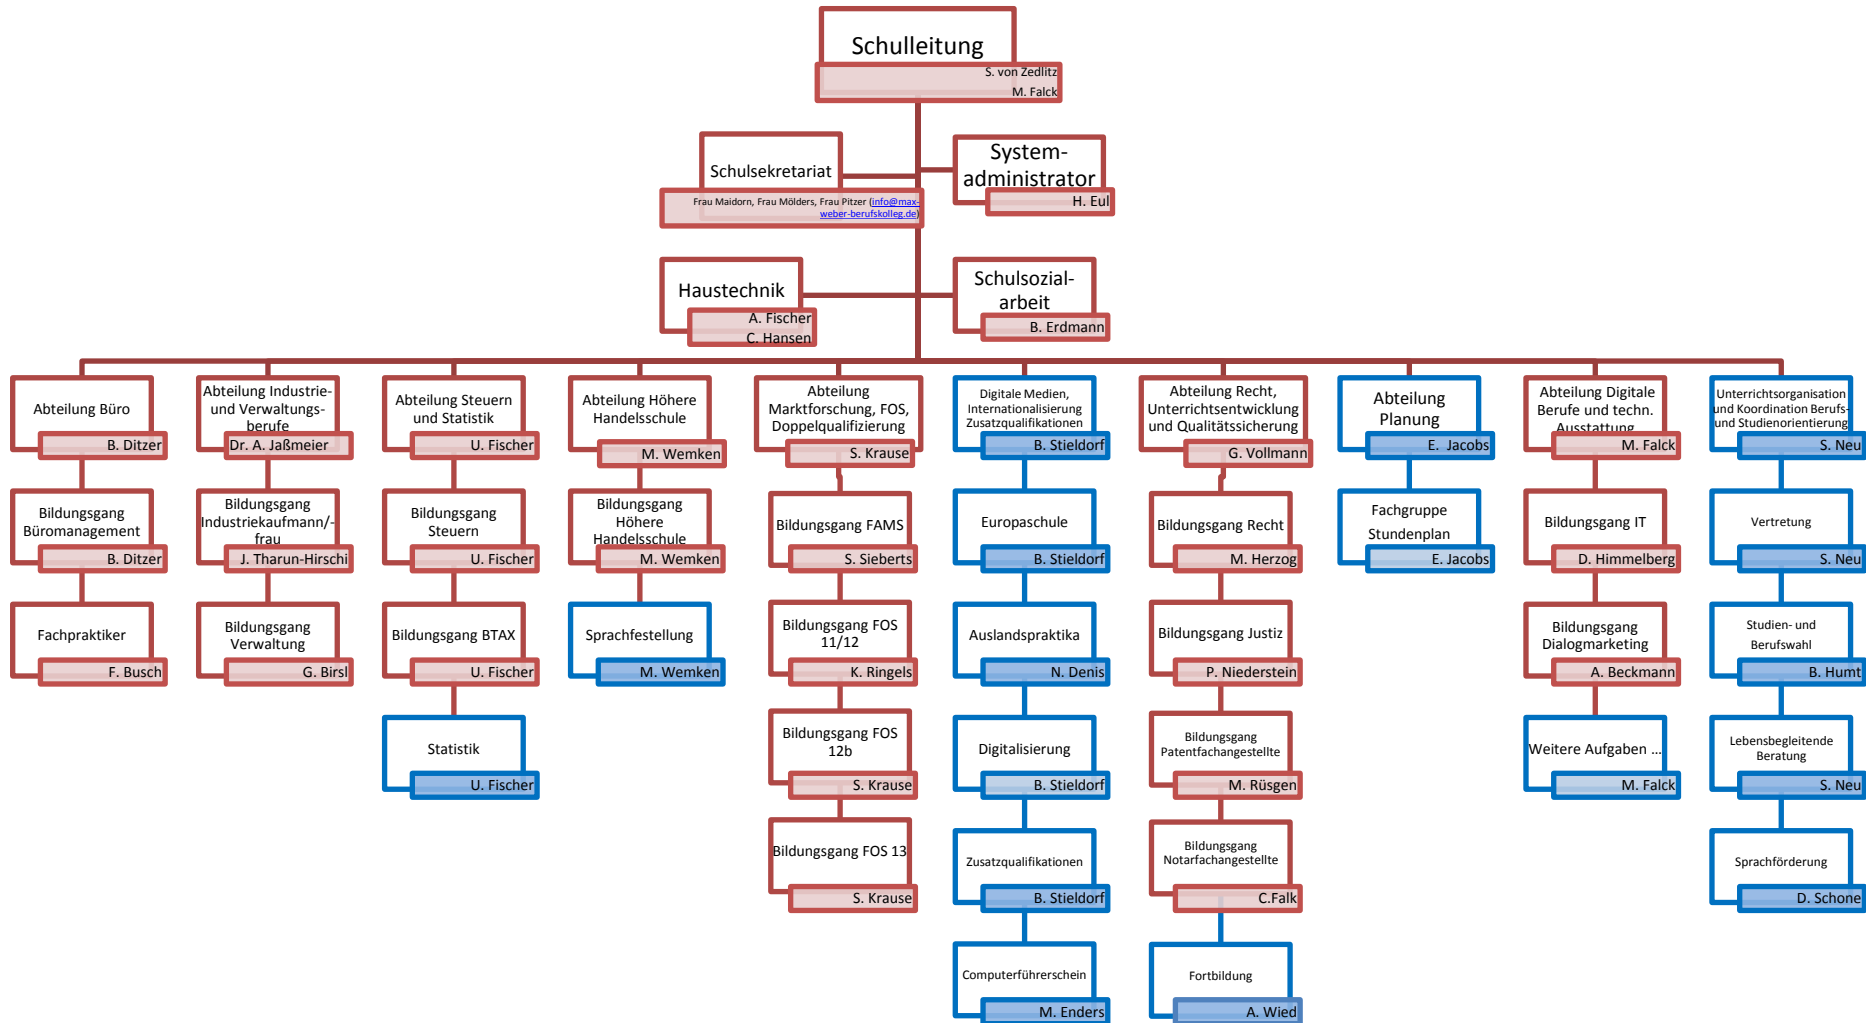 Schulleitung
S. von Zedlitz
M. Falck
Schulsekretariat
Frau Maidorn, Frau Mölders, Frau Pitzer (info@max-
weber-berufskolleg.de)
System-
administrator
H. Eul
Haustechnik
A. Fischer
C. Hansen
Schulsozial-
arbeit
B. Erdmann
Abteilung Büro
B. Ditzer
Bildungsgang
Büromanagement
B. Ditzer
Fachpraktiker
F. Busch
Abteilung Industrie-
und Verwaltungs-
berufe
Dr. A. Jaßmeier
Bildungsgang
Industriekaufmann/-
frau
J. Tharun-Hirschi
Bildungsgang
Verwaltung
G. Birsl
Abteilung Steuern
und Statistik
U. Fischer
Bildungsgang
Steuern
U. Fischer
Bildungsgang BTAX
U. Fischer
Statistik
U. Fischer
Abteilung Höhere
Handelsschule
M. Wemken
Bildungsgang
Höhere
Handelsschule
M. Wemken
Sprachfestellung
M. Wemken
Abteilung
Marktforschung, FOS,
Doppelqualifizierung
S. Krause
Bildungsgang FAMS
S. Sieberts
Bildungsgang FOS
11/12
K. Ringels
Bildungsgang FOS
12b
S. Krause
Bildungsgang FOS 13
S. Krause
Digitale Medien,
Internationalisierung
Zusatzqualifikationen
B. Stieldorf
Europaschule
B. Stieldorf
Auslandspraktika
N. Denis
Digitalisierung
B. Stieldorf
Zusatzqualifikationen
B. Stieldorf
Computerführerschein
M. Enders
Abteilung Recht,
Unterrichtsentwicklung
und Qualitätssicherung
G. Vollmann
Bildungsgang Recht
M. Herzog
Bildungsgang Justiz
P. Niederstein
Bildungsgang
Patentfachangestellte
M. Rüsgen
Bildungsgang
Notarfachangestellte
C.Falk
Fortbildung
A. Wied
Abteilung
Planung
E. Jacobs
Fachgruppe
Stundenplan
E. Jacobs
Abteilung Digitale
Berufe und techn.
Ausstattung
M. Falck
Bildungsgang IT
D. Himmelberg
Bildungsgang
Dialogmarketing
A. Beckmann
Weitere Aufgaben ...
M. Falck
Unterrichtsorganisation
und Koordination Berufs-
und Studienorientierung
S. Neu
Vertretung
S. Neu
Studien- und
Berufswahl
B. Humt
Lebensbegleitende
Beratung
S. Neu
Sprachförderung
D. Schone